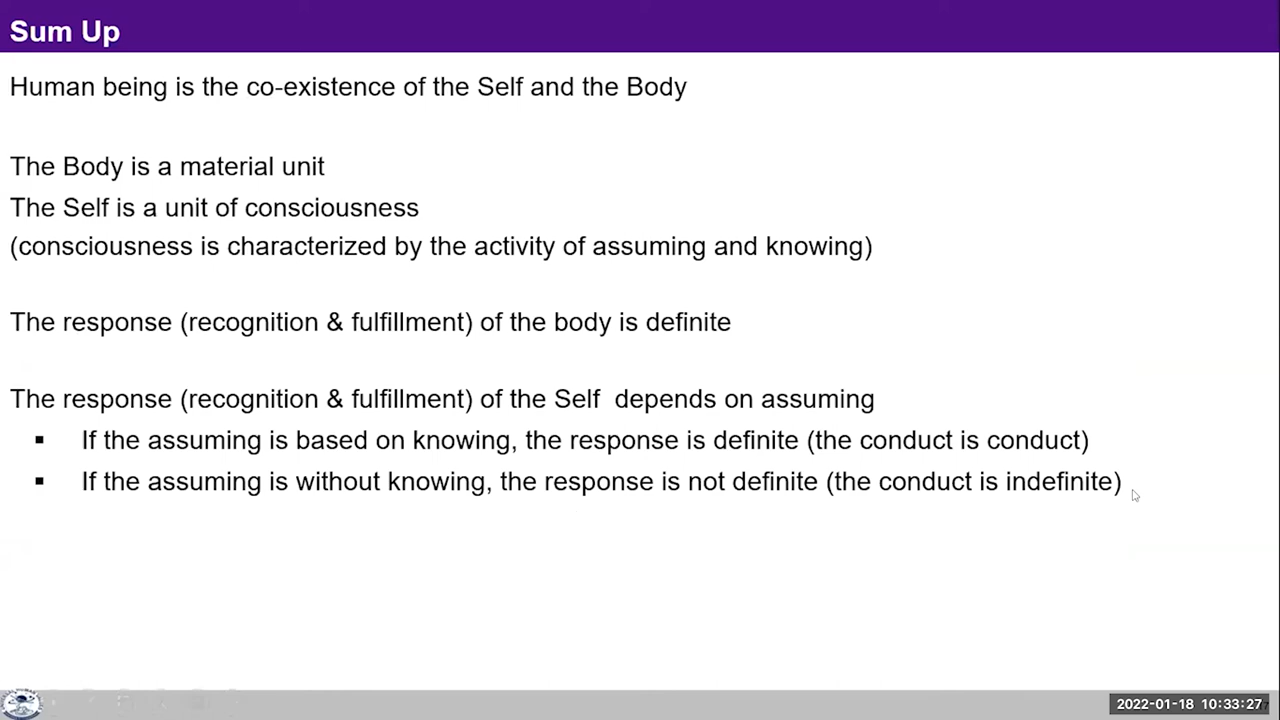 Sum Up
Human being is the co-existence of the Self and the Body
The Body is a material unit
The Self is a unit of consciousness
(consciousness is characterized by the activity of assuming and knowing)
The response (recognition & fulfillment) of the body is definite
The response (recognition & fulfillment) of the Self depends on assuming
▪ If the assuming is based on knowing, the response is definite (the conduct is conduct)
▪ If the assuming is without knowing, the response is not definite (the conduct is indefinite)
2022-01-18 10:33:27